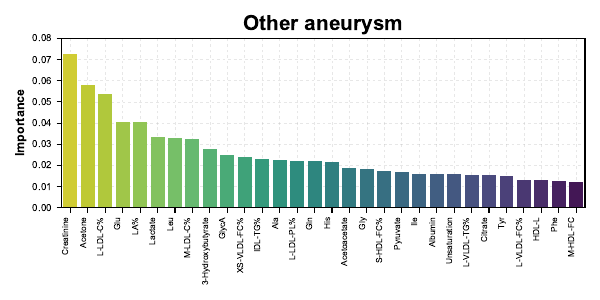 Other aneurysm
Importance
0.08
0.07
0.06
0.05
0.04
0.03
0.02
0.01
0.00
Creatinine
Acetone
L-LDL-C%
Glu
LA%
Lactate
Leu
M-LDL-C%
3-Hydroxybutyrate
GlycA
XS-VLDL-FC%
IDL-TG%
Ala
L-LDL-PL%
Gln
His
Acetoacetate
Gly
S-HDL-FC%
Pyruvate
Ile
Albumin
Unsaturation
L-VLDL-TG%
Citrate
Tyr
L-VLDL-FC%
HDL-L
Phe
M-HDL-FC